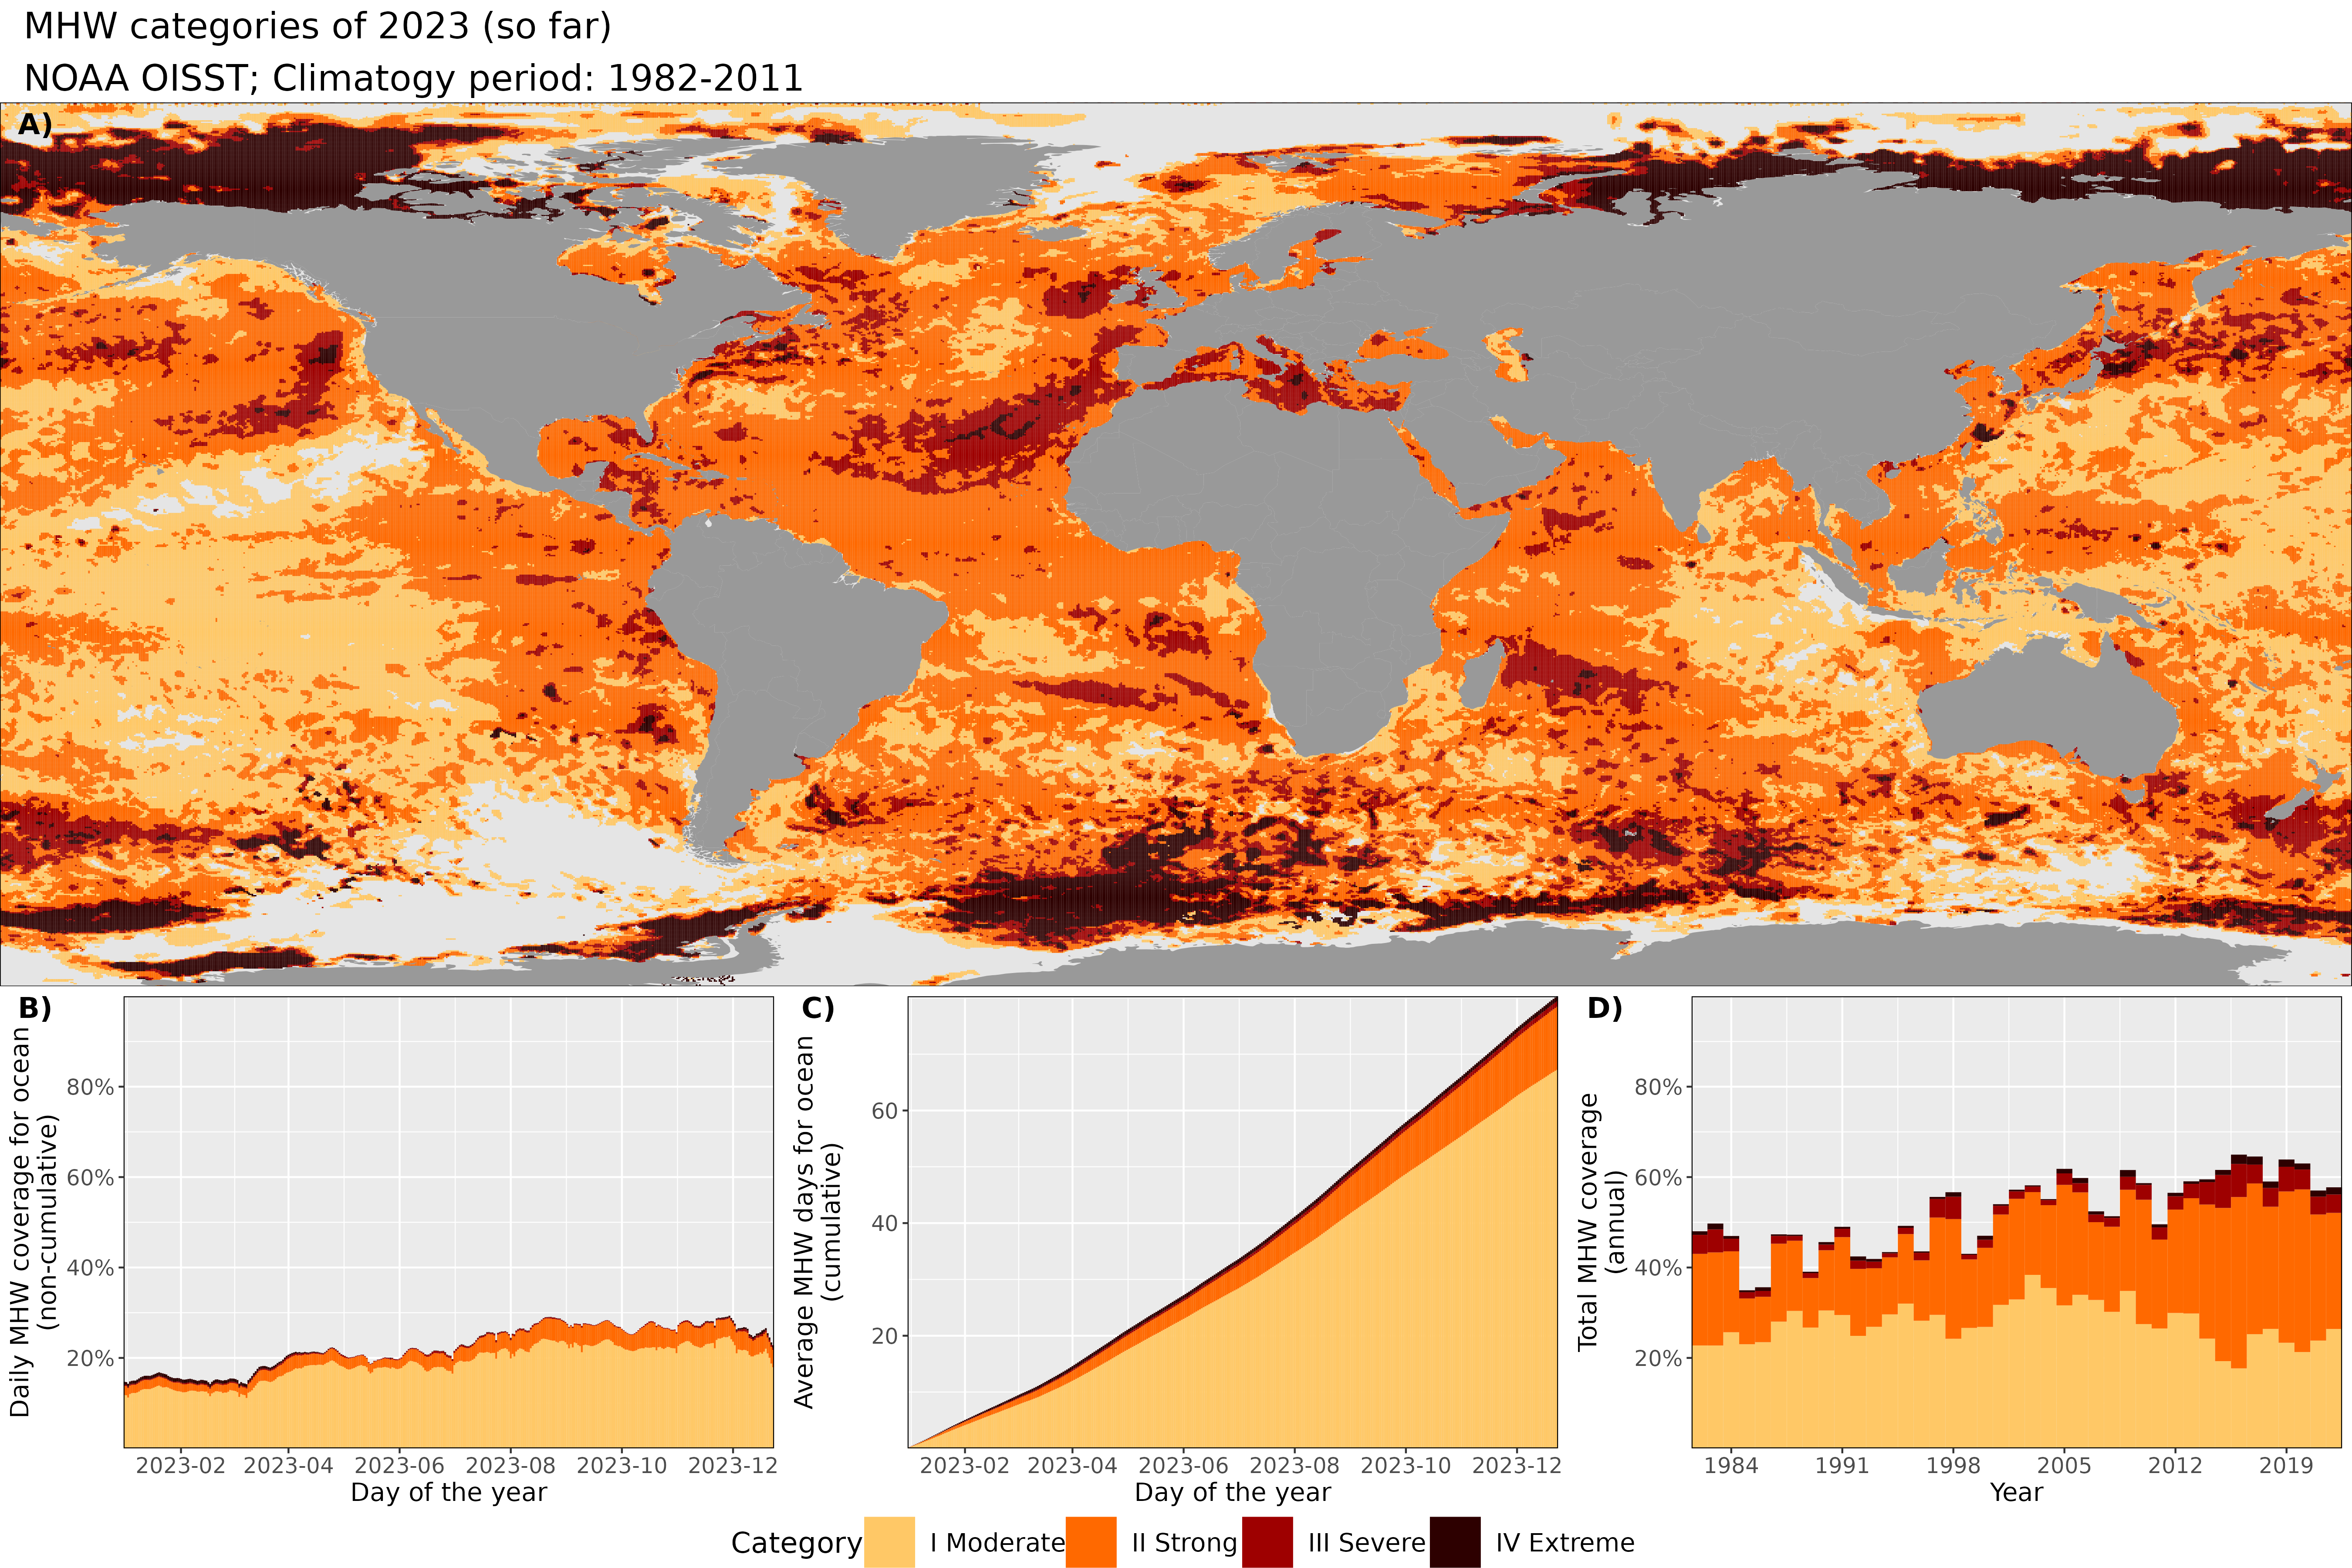 MHW categories of 2023 (so far)
NOAA OISST; Climatogy period: 1982-2011
A)
B)
Daily MHW coverage for ocean
(non-cumulative)
80%
60%
40%
20%
2023-02 2023-04 2023-06 2023-08 2023-10 2023-12
Day of the year
C)
Average MHW days for ocean
(cumulative)
60
40
20
2023-02 2023-04 2023-06 2023-08 2023-10 2023-12
Day of the year
D)
Total MHW coverage
(annual)
80%
60%
40%
20%
1984 1991 1998 2005 2012 2019
Year
Category I Moderate II Strong III Severe IV Extreme